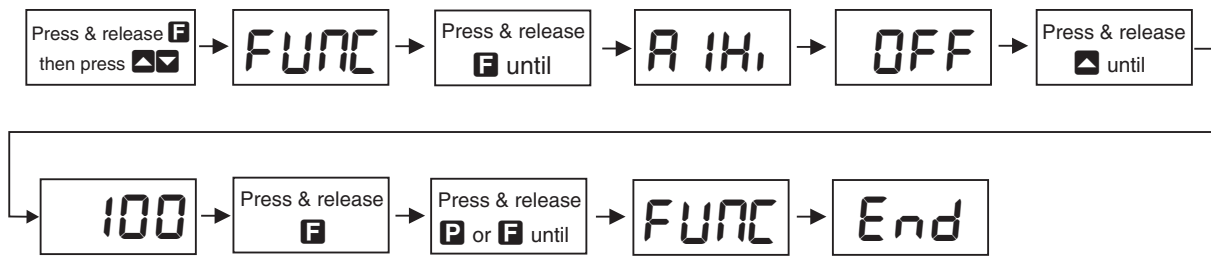 Press & release F
then press ▲▼
FUNC
Press & release
F until
A1Hi
OFF
Press & release
▲ until
100
Press & release
F
Press & release
P or F until
FUNC
End